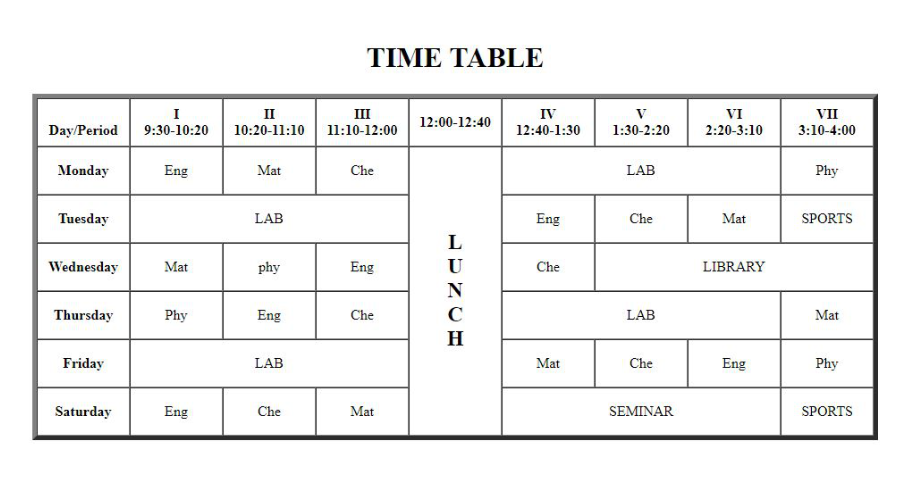 TIME TABLE
Day/Period I 9:30-10:20 II 10:20-11:10 III 11:10-12:00 12:00-12:40 IV 12:40-1:30 V 1:30-2:20 VI 2:20-3:10 VII 3:10-4:00
Monday Eng Mat Che LUNCH LAB Phy
Tuesday LAB Eng Che Mat SPORTS
Wednesday Mat phy Eng Che LIBRARY
Thursday Phy Eng Che LAB Mat
Friday LAB Mat Che Eng Phy
Saturday Eng Che Mat SEMINAR SPORTS